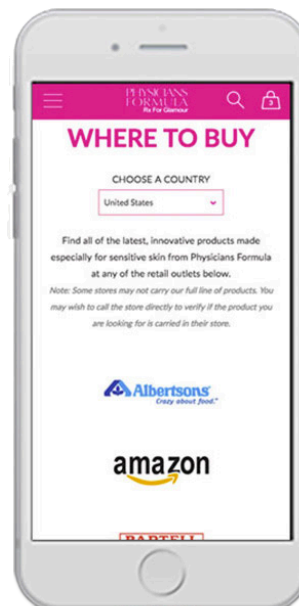 PHYSICIANS
FORMULA
Rx For Glamour
3
WHERE TO BUY
CHOOSE A COUNTRY
United States
Find all of the latest, innovative products made
especially for sensitive skin from Physicians Formula
at any of the retail outlets below.
Note: Some stores may not carry our full line of products. You
may wish to call the store directly to verify if the product you
are looking for is carried in their store.
Albertsons
Crazy about food.
amazon
BARTELL